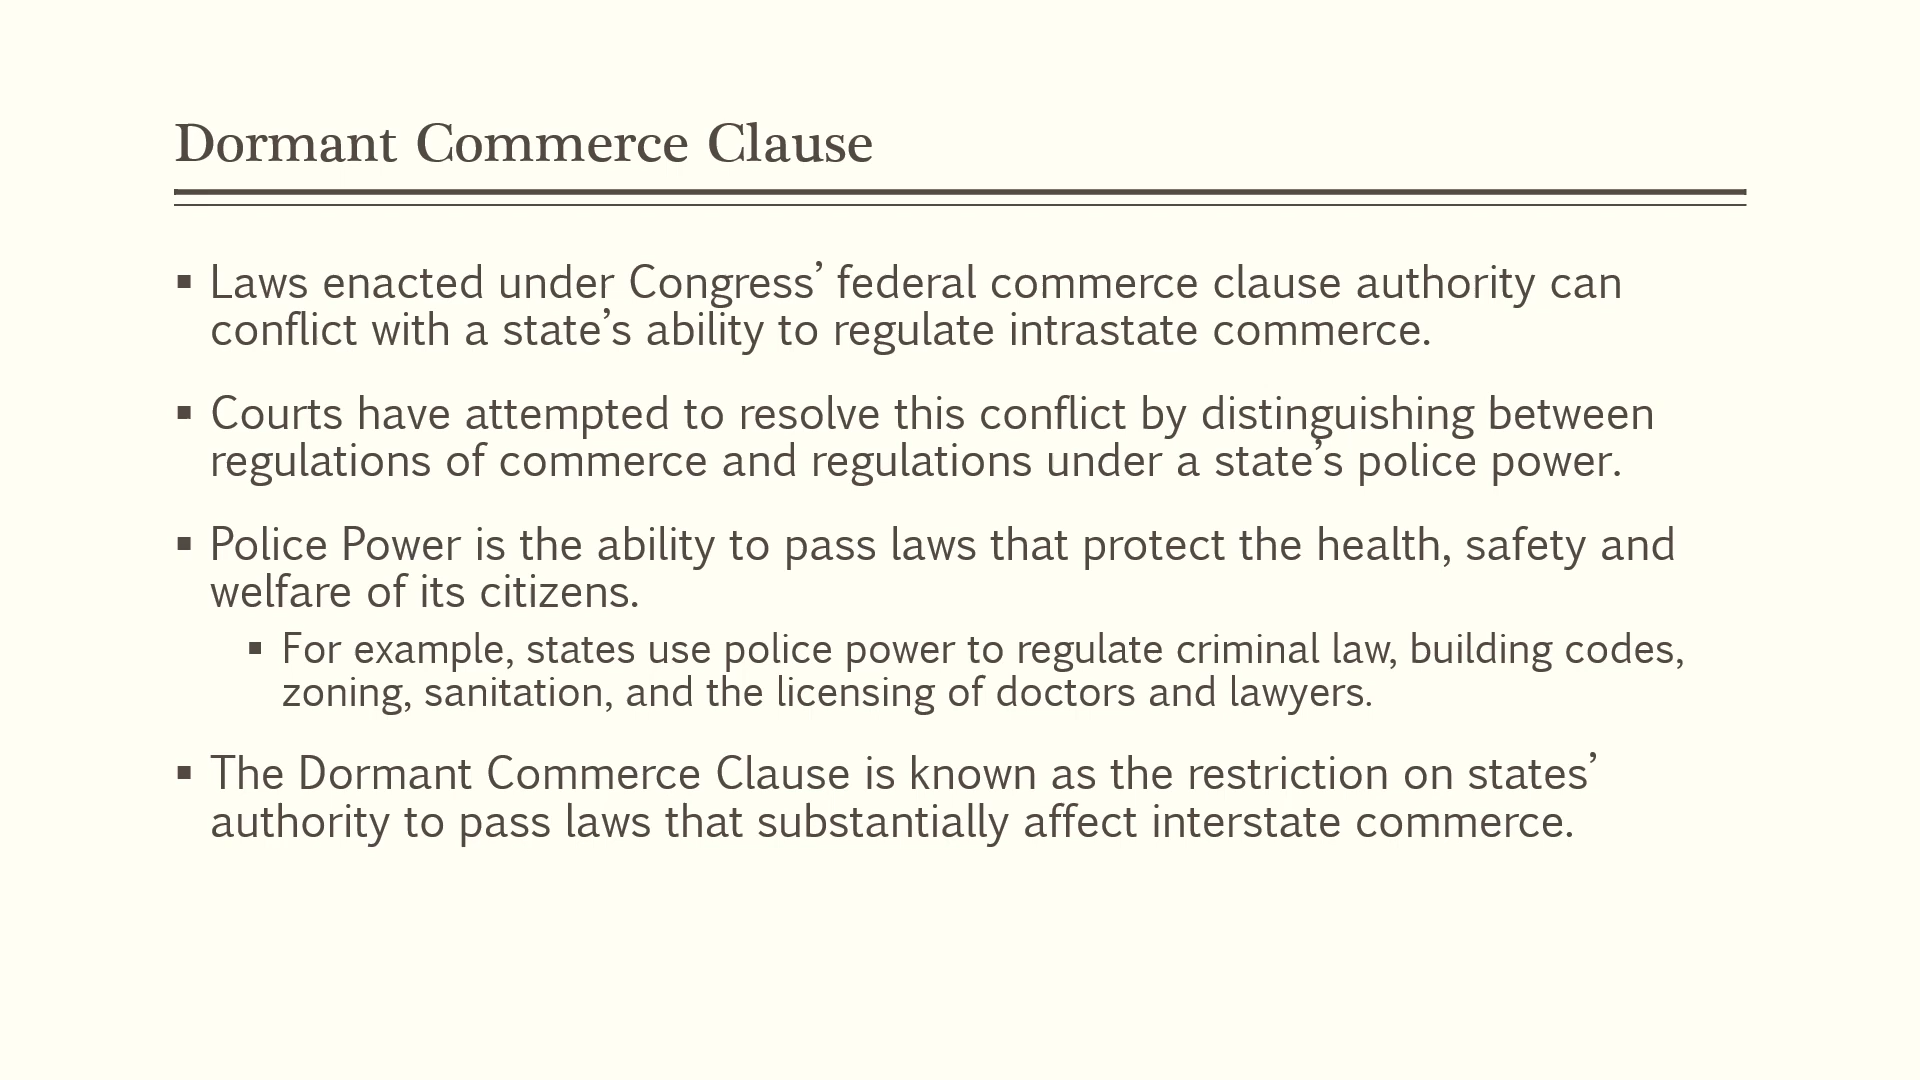 Dormant Commerce Clause
▪ Laws enacted under Congress’ federal commerce clause authority can
conflict with a state’s ability to regulate intrastate commerce.
▪ Courts have attempted to resolve this conflict by distinguishing between
regulations of commerce and regulations under a state’s police power.
▪ Police Power is the ability to pass laws that protect the health, safety and
welfare of its citizens.
▪ For example, states use police power to regulate criminal law, building codes,
zoning, sanitation, and the licensing of doctors and lawyers.
▪ The Dormant Commerce Clause is known as the restriction on states’
authority to pass laws that substantially affect interstate commerce.